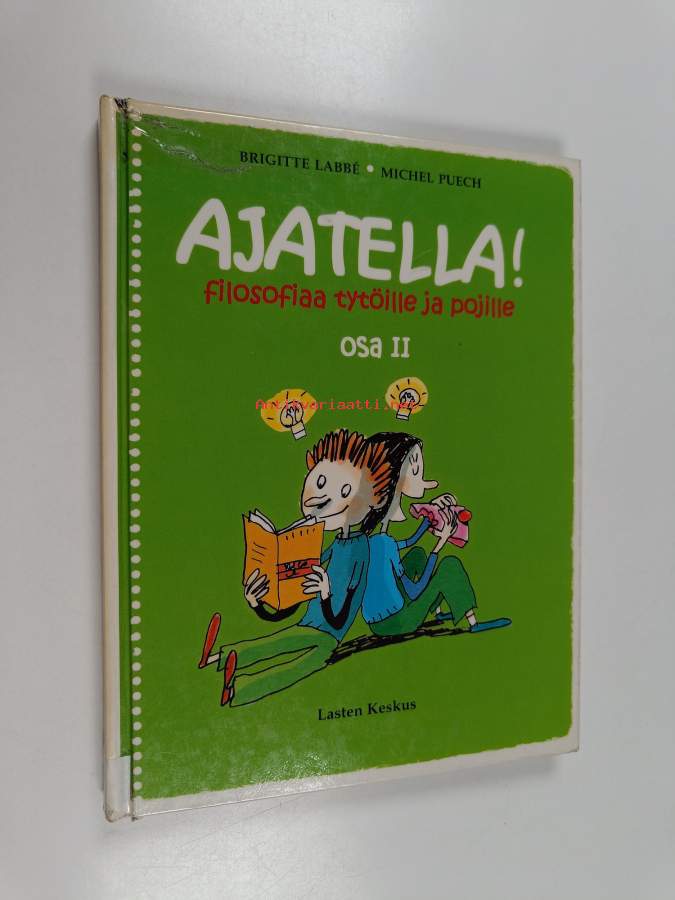 BRIGITTE LABBÉ • MICHEL PUECH
AJATELLA!
filosofiaa tytöille ja pojille
osa II
Antikvariaatti.net
Lasten Keskus